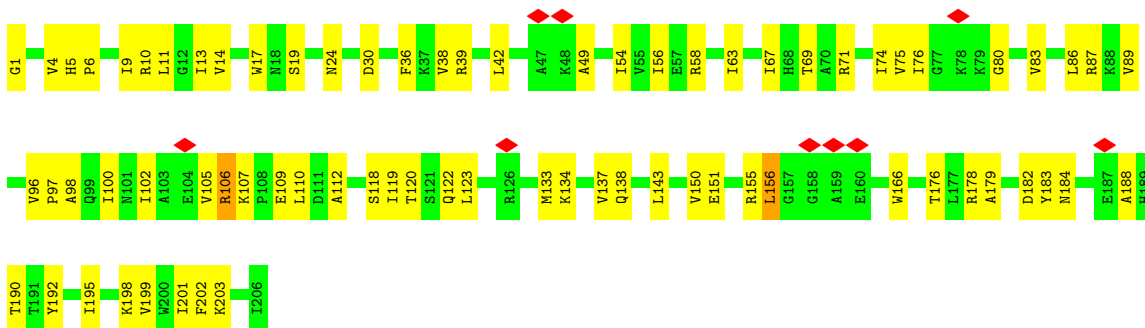 G1 V4 H5 P6 I9 R10 L11 G12 I13 V14 W17 N18 S19 N24 D30 F36 K37 V38 R39 L42 A47 K48 A49 I54 V55 I56 E57 R58 I63 I67 H68 T69 A70 R71 I74 V75 I76 G77 K78 K79 G80 V83 L86 R87 K88 V89
V96 P97 A98 Q99 I100 N101 I102 A103 E104 V105 R106 K107 P108 E109 L110 D111 A112 S118 I119 T120 S121 Q122 L123 R126 M133 K134 V137 Q138 L143 V150 E151 R155 L156 G157 G158 A159 E160 W166 T176 L177 R178 A179 D182 Y183 N184 E187 A188 H189
T190 T191 Y192 I195 K198 V199 W200 I201 F202 K203 I206